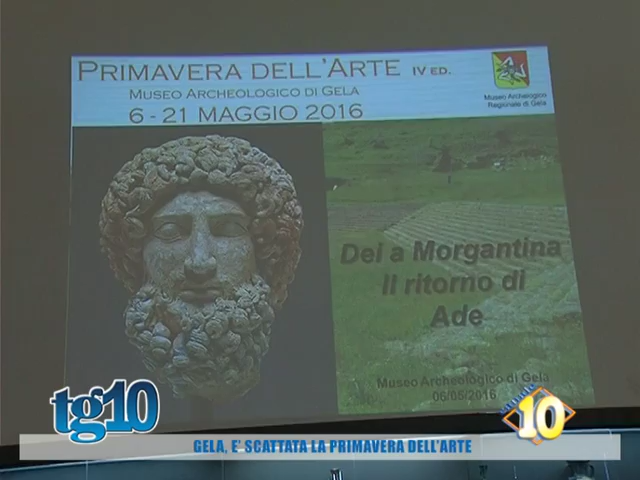 PRIMAVERA DELL'ARTE IV ED.
MUSEO ARCHEOLOGICO DI GELA
6 - 21 MAGGIO 2016
Museo Archeologico
Regionale di Gela
Dei a Morgantina
Il ritorno di
Ade
Museo Archeologico di Gela
06/05/2016
tg10
10
GELA, E' SCATTATA LA PRIMAVERA DELL'ARTE